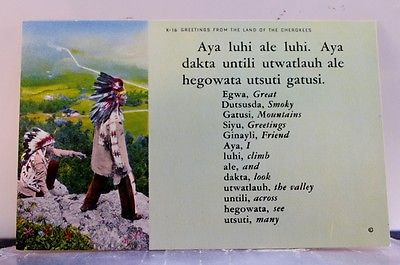 K-16 GREETINGS FROM THE LAND OF THE CHEROKEES
Aya luhi ale luhi. Aya
dakta untili utwatlauh ale
hegowata utsuti gatusi.
Egwa, Great
Dutsusda, Smoky
Gatusi, Mountains
Siyu, Greetings
Ginayli, Friend
Aya, I
luhi, climb
ale, and
dakta, look
utwatlauh, the valley
untili, across
hegowata, see
utsuti, many
©